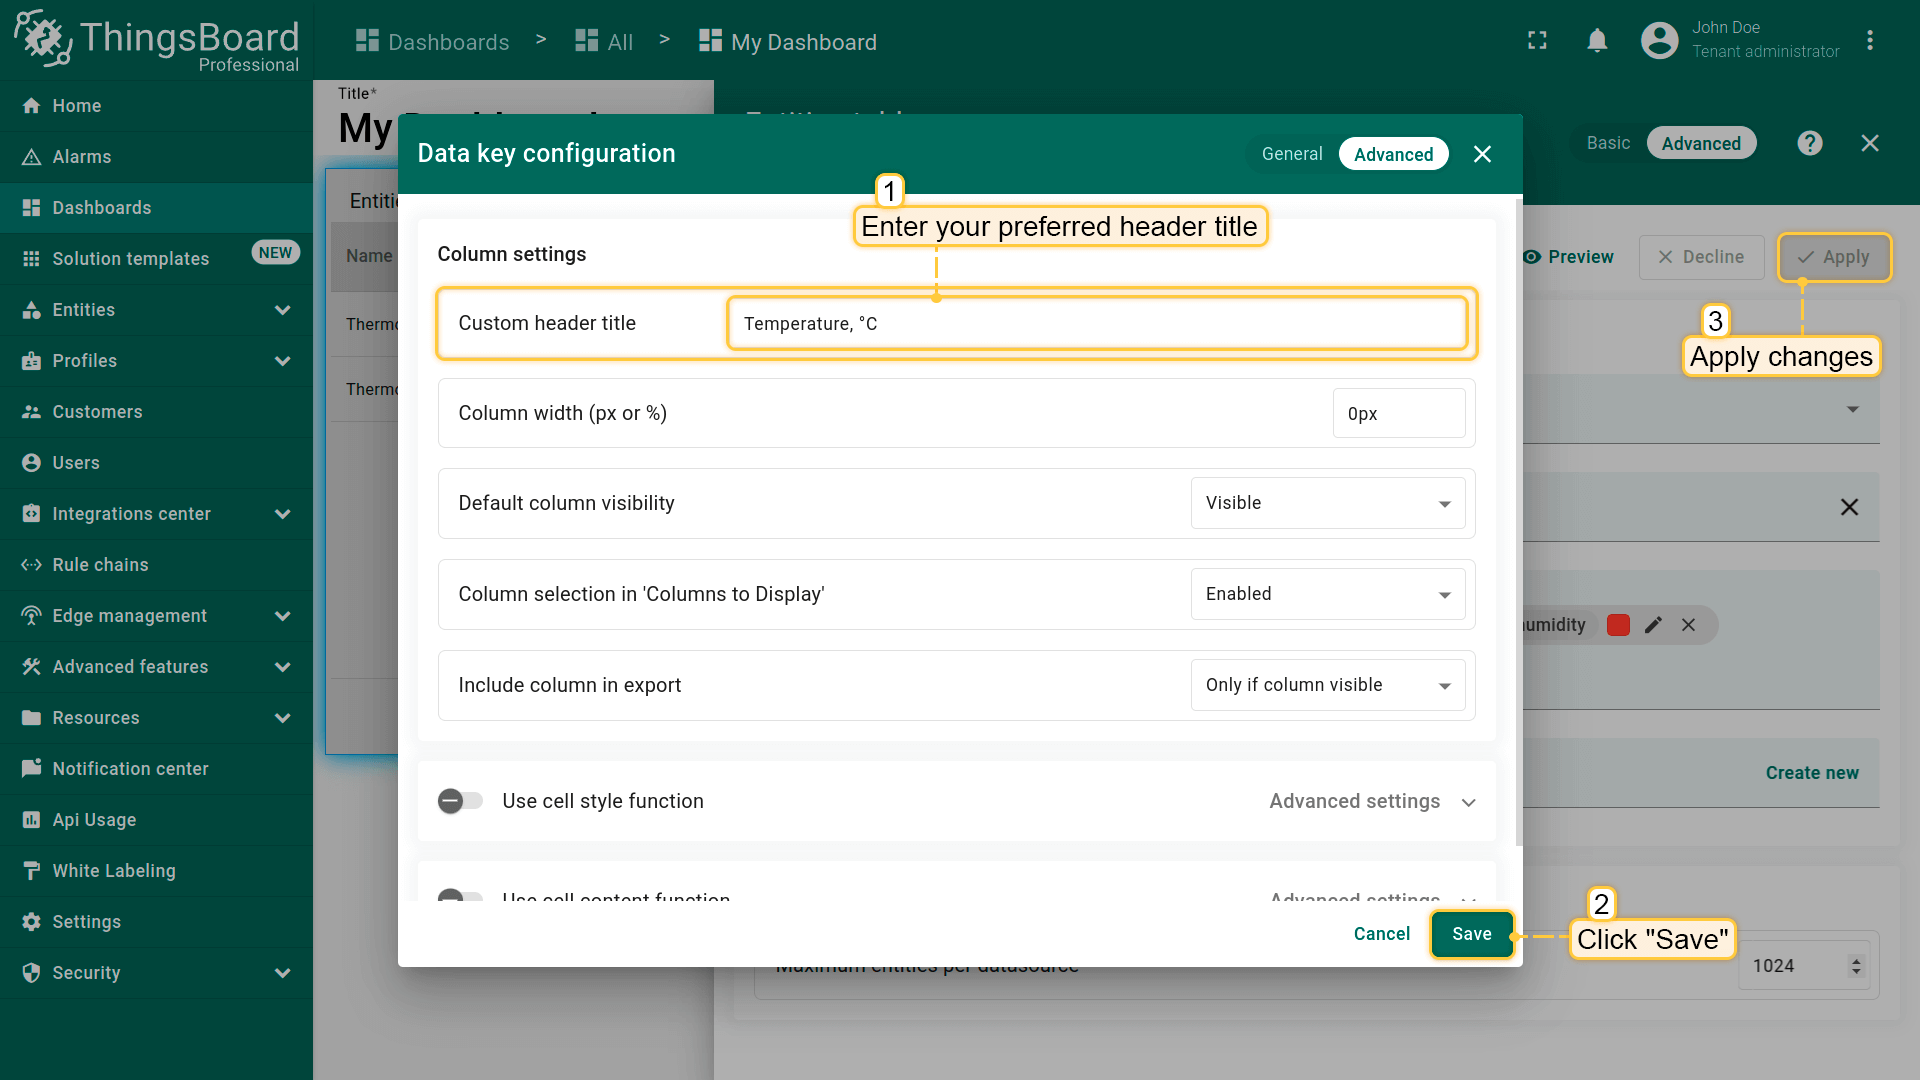 ThingsBoard
Professional
Dashboards > All > My Dashboard
John Doe
Tenant administrator
Home
Alarms
Dashboards
Solution templates NEW
Entities
Profiles
Customers
Users
Integrations center
Rule chains
Edge management
Advanced features
Resources
Notification center
Api Usage
White Labeling
Settings
Security
Title*
My
Name
Basic
Advanced
Data key configuration
General
Advanced
1
Enter your preferred header title
Column settings
Custom header title
Temperature, °C
Column width (px or %)
0px
Default column visibility
Visible
Column selection in 'Columns to Display'
Enabled
Include column in export
Only if column visible
Use cell style function
Advanced settings
Use cell content function
Advanced settings
Cancel
Save
2
Click "Save"
Preview
Decline
Apply
3
Apply changes
humidity
Create new
Maximum entities per datasource
1024